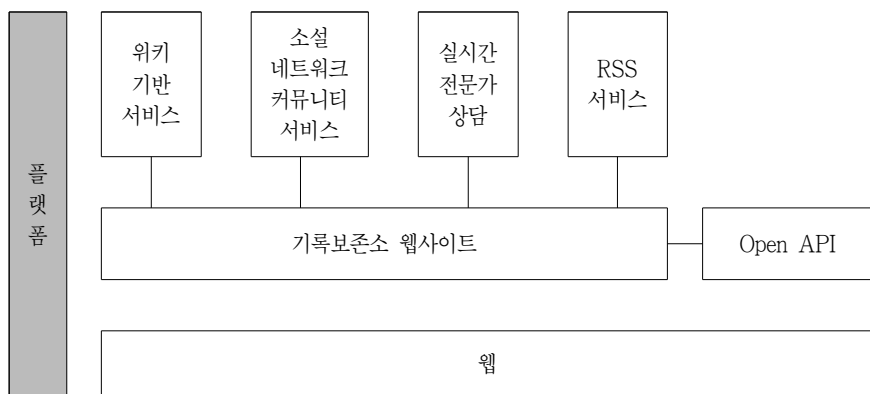 플
랫
폼
위키
기반
서비스
소설
네트워크
커뮤니티
서비스
실시간
전문가
상담
RSS
서비스
기록보존소 웹사이트
Open API
웹